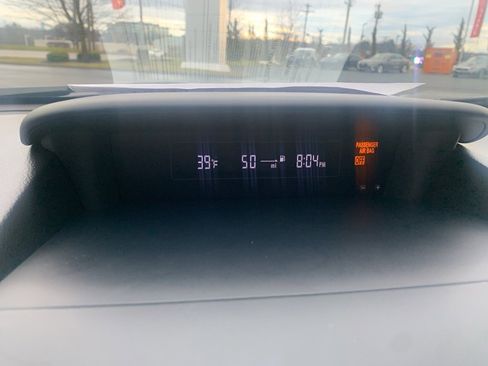 39°F 50 mi 8:04 PM
PASSENGER
AIR BAG
OFF